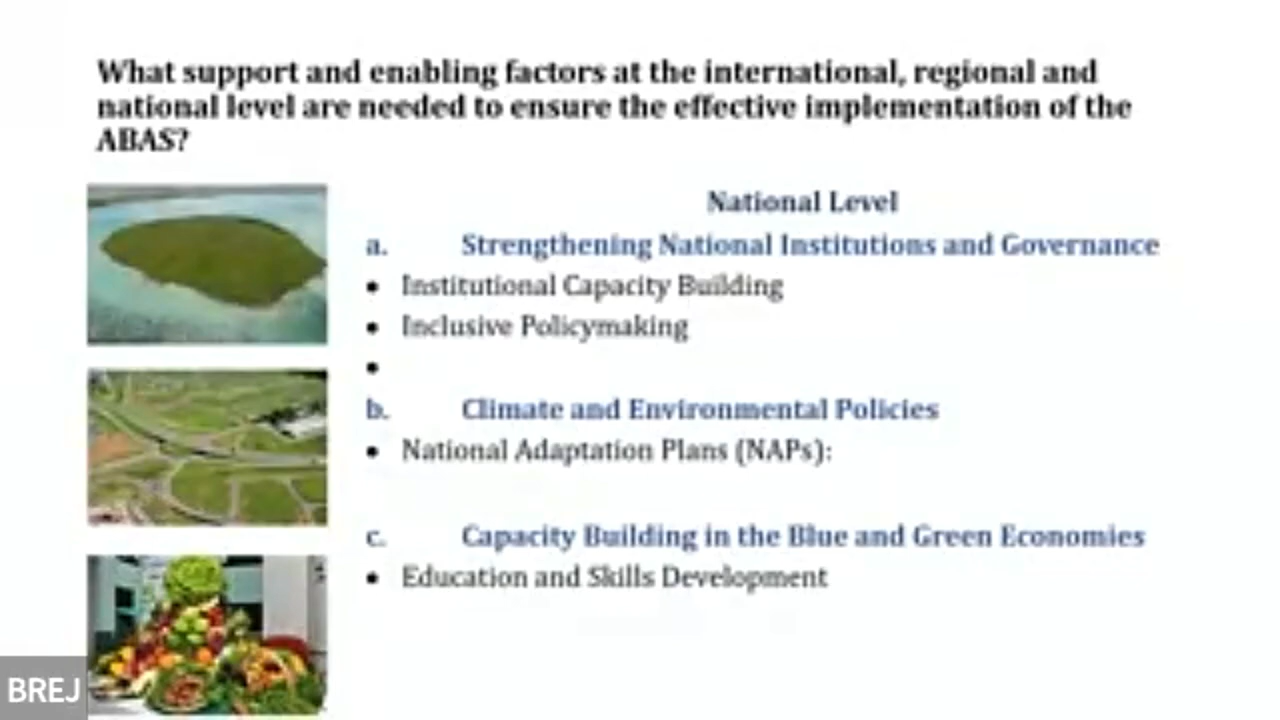 What support and enabling factors at the international, regional and
national level are needed to ensure the effective implementation of the
ABAS?
National Level
a. Strengthening National Institutions and Governance
• Institutional Capacity Building
• Inclusive Policymaking
•
b. Climate and Environmental Policies
• National Adaptation Plans (NAPs):
c. Capacity Building in the Blue and Green Economies
• Education and Skills Development
BREJ